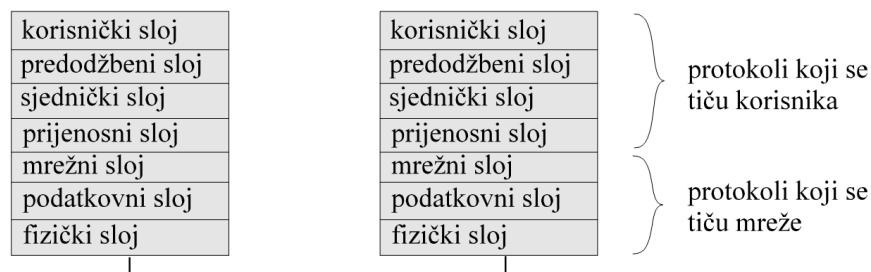 korisnički sloj
predodžbeni sloj
sjednički sloj
prijenosni sloj
mrežni sloj
podatkovni sloj
fizički sloj
korisnički sloj
predodžbeni sloj
sjednički sloj
prijenosni sloj
mrežni sloj
podatkovni sloj
fizički sloj
protokoli koji se
tiču korisnika
protokoli koji se
tiču mreže